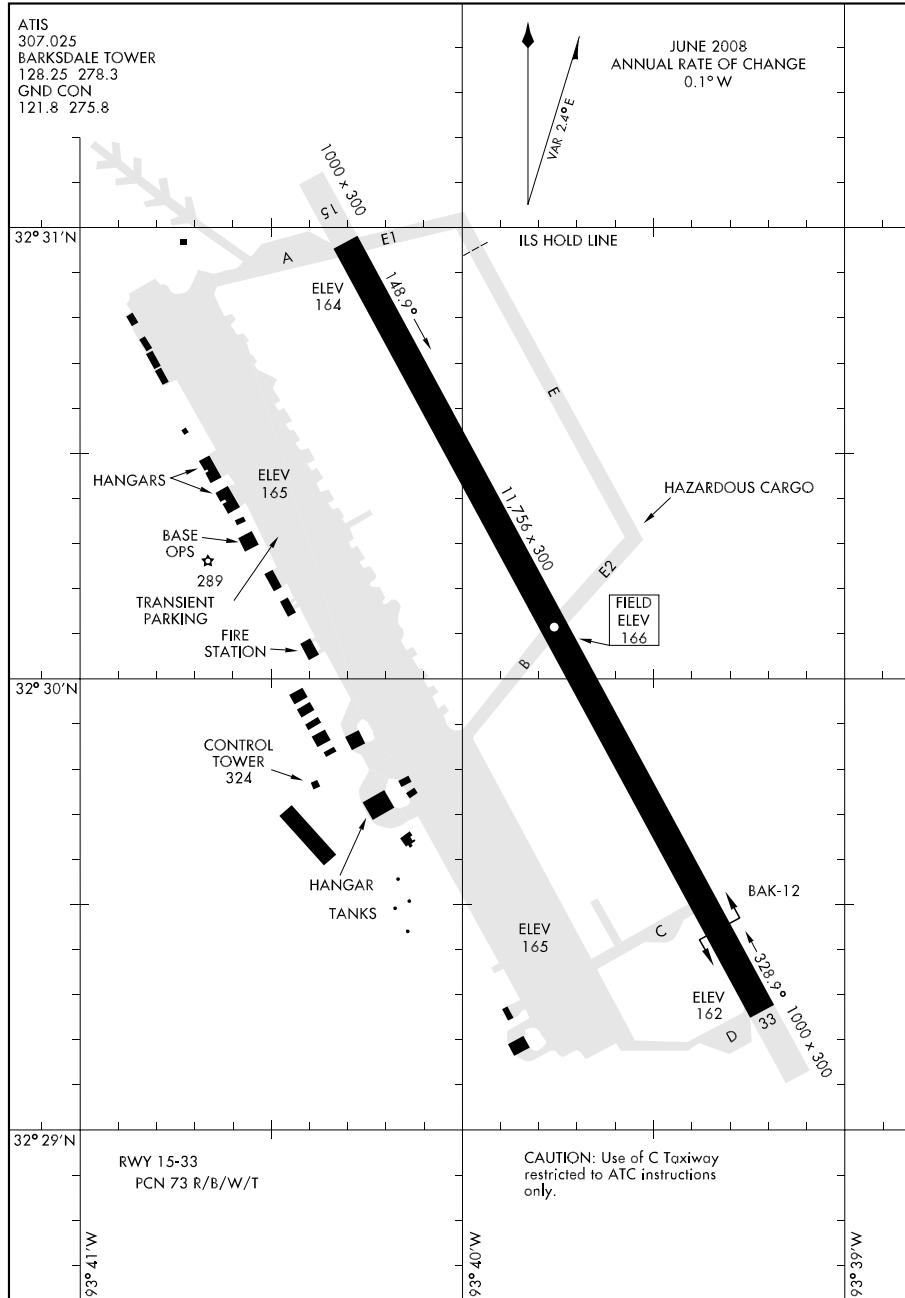 ATIS
307.025
BARKSDALE TOWER
128.25 278.3
GND CON
121.8 275.8
JUNE 2008
ANNUAL RATE OF CHANGE
0.1° W
VAR 2.4° E
1000 x 300
15
32° 31'N
A
E1
ILS HOLD LINE
ELEV
164
148.9°
E
HANGARS
ELEV
165
HAZARDOUS CARGO
11,756 x 300
BASE
OPS
289
E2
TRANSIENT
PARKING
FIELD
ELEV
166
FIRE
STATION
B
32° 30'N
CONTROL
TOWER
324
HANGAR
BAK-12
TANKS
ELEV
165
C
328.9°
ELEV
162
33
D
1000 x 300
32° 29'N
RWY 15-33
PCN 73 R/B/W/T
CAUTION: Use of C Taxiway
restricted to ATC instructions
only.
93° 41'W
93° 40'W
93° 39'W